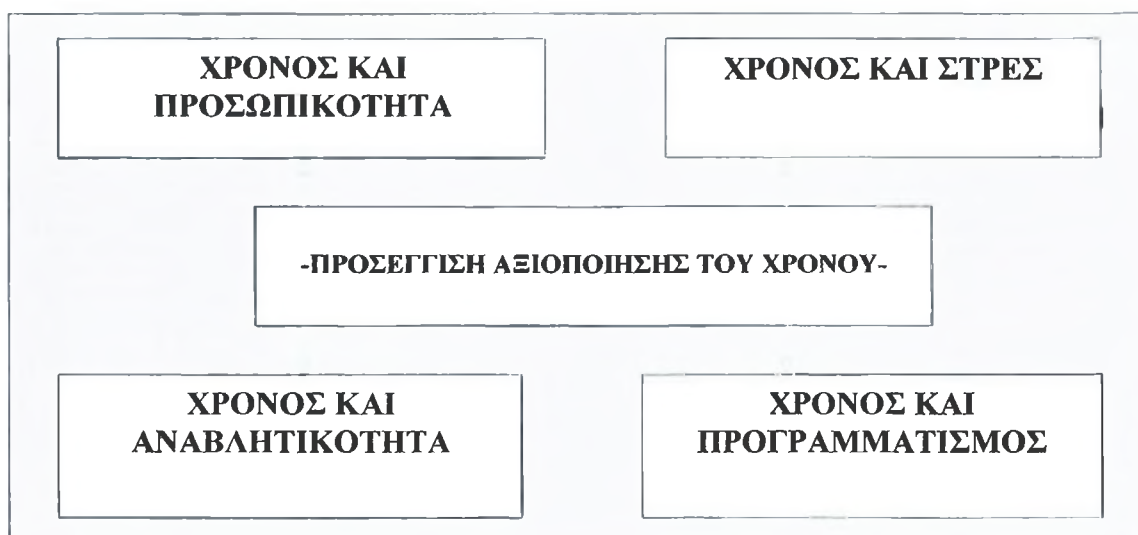 ΧΡΟΝΟΣ ΚΑΙ
ΠΡΟΣΩΠΙΚΟΤΗΤΑ
ΧΡΟΝΟΣ ΚΑΙ ΣΤΡΕΣ
-ΠΡΟΣΕΓΓΙΣΗ ΑΞΙΟΠΟΙΗΣΗΣ ΤΟΥ ΧΡΟΝΟΥ-
ΧΡΟΝΟΣ ΚΑΙ
ΑΝΑΒΛΗΤΙΚΟΤΗΤΑ
ΧΡΟΝΟΣ ΚΑΙ
ΠΡΟΓΡΑΜΜΑΤΙΣΜΟΣ